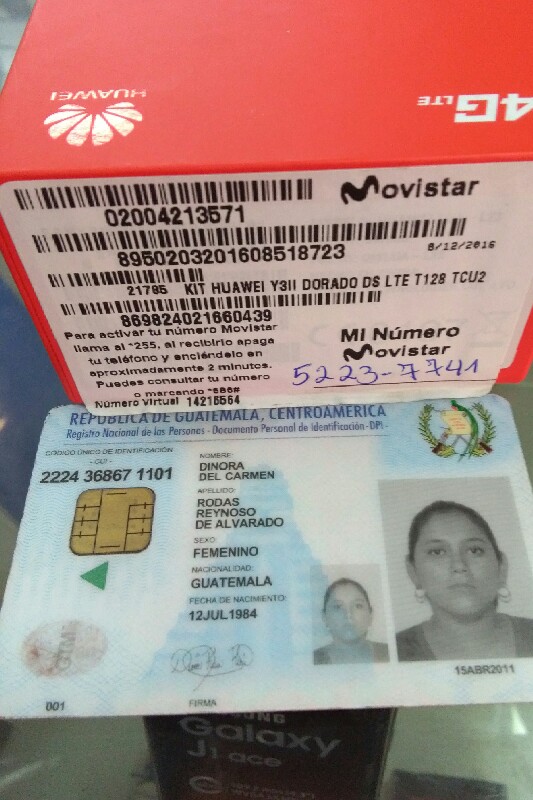 4G LTE
HUAWEI
Movistar
02004213571
8950203201608518723
8/12/2016
21785 KIT HUAWEI Y3II DORADO DS LTE T128 TCU2
869824021660439
Para activar tu número Movistar
llama al *255, al recibirlo apaga
tu teléfono y enciéndelo en
aproximadamente 2 minutos.
Puedes consultar tu número
o marcando *886#
Número Virtual 14218564
Mi Número
Movistar
5223-7741
REPÚBLICA DE GUATEMALA, CENTROAMÉRICA
Registro Nacional de las Personas - Documento Personal de Identificación -DPI-
CÓDIGO ÚNICO DE IDENTIFICACIÓN
- CUI -
2224 36867 1101
NOMBRE:
DINORA
DEL CARMEN
APELLIDO:
RODAS
REYNOSO
DE ALVARADO
SEXO
FEMENINO
NACIONALIDAD:
GUATEMALA
FECHA DE NACIMIENTO:
12JUL1984
GTM
15ABR2011
001
FIRMA
Galaxy
J1 ace